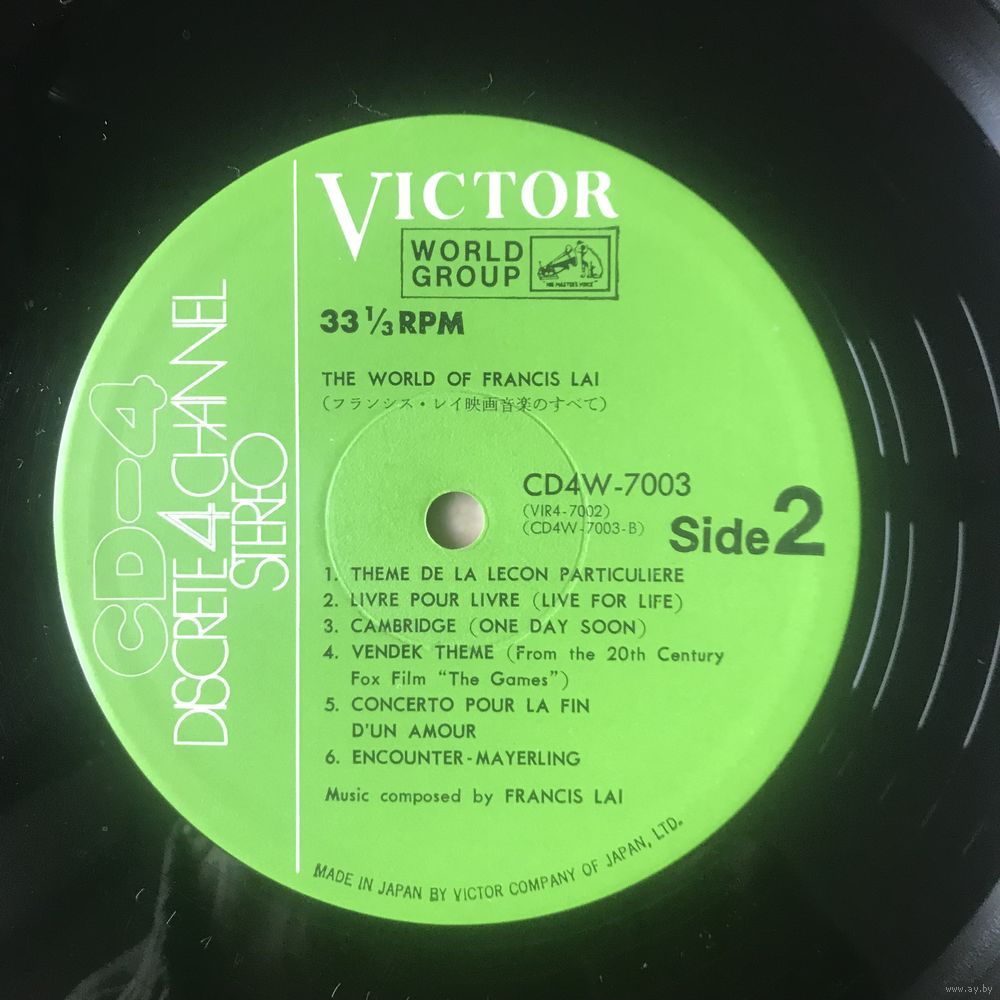 VICTOR
WORLD
GROUP
HIS MASTER'S VOICE
33 1/3 RPM
THE WORLD OF FRANCIS LAI
(フランシス・レイ映画音楽のすべて)
CD4W-7003
(VIR4-7002)
(CD4W-7003-B)
Side 2
1. THEME DE LA LECON PARTICULIERE
2. LIVRE POUR LIVRE (LIVE FOR LIFE)
3. CAMBRIDGE (ONE DAY SOON)
4. VENDEK THEME (From the 20th Century
Fox Film "The Games")
5. CONCERTO POUR LA FIN
D'UN AMOUR
6. ENCOUNTER-MAYERLING
Music composed by FRANCIS LAI
MADE IN JAPAN BY VICTOR COMPANY OF JAPAN, LTD.
CD-4
DISCRETE 4 CHANNEL
STEREO
www.ay.by